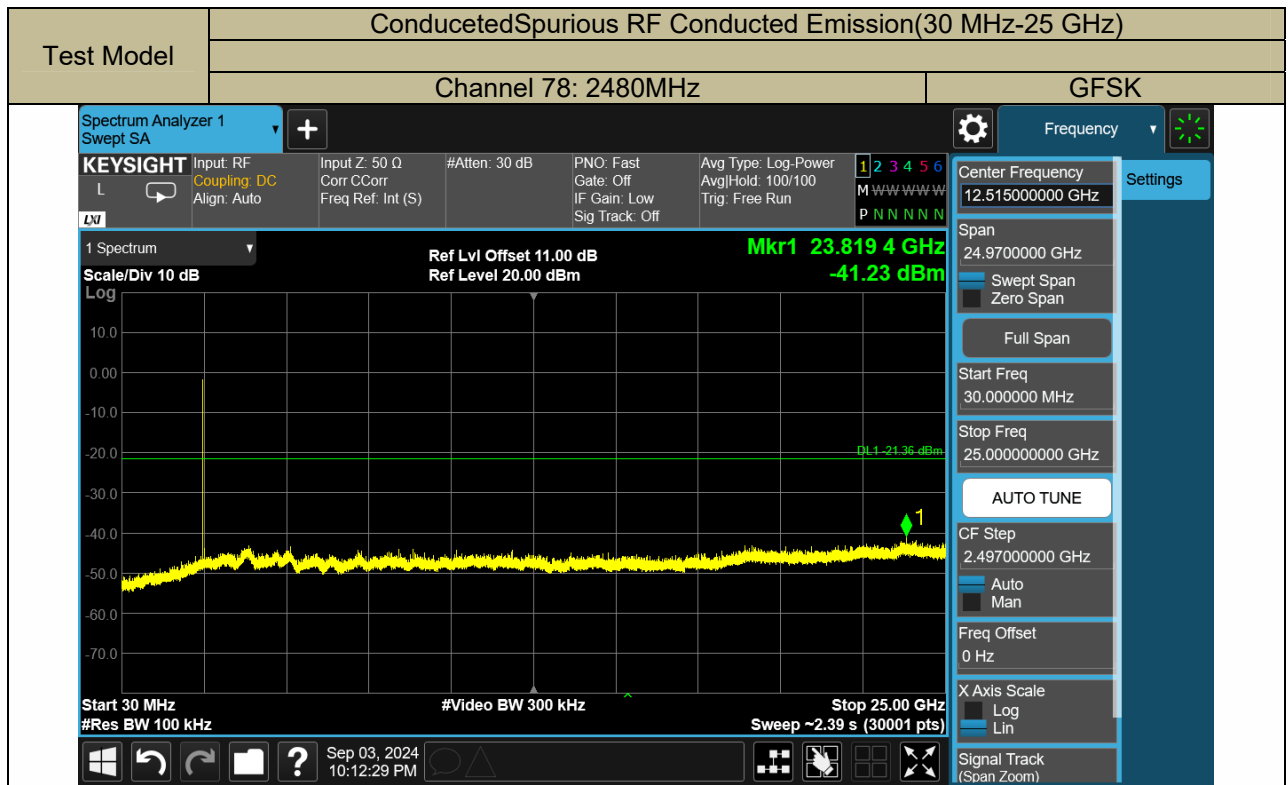 Test Model
ConducetedSpurious RF Conducted Emission(30 MHz-25 GHz)
Channel 78: 2480MHz
GFSK
Spectrum Analyzer 1
Swept SA
Frequency
KEYSIGHT
L
LXI
Input: RF
Coupling: DC
Align: Auto
Input Z: 50 Ω
Corr CCorr
Freq Ref: Int (S)
#Atten: 30 dB
PNO: Fast
Gate: Off
IF Gain: Low
Sig Track: Off
Avg Type: Log-Power
Avg|Hold: 100/100
Trig: Free Run
1 2 3 4 5 6
M W W W W W
P N N N N N
1 Spectrum
Scale/Div 10 dB
Log
Ref Lvl Offset 11.00 dB
Ref Level 20.00 dBm
Mkr1 23.819 4 GHz
-41.23 dBm
10.0
0.00
-10.0
-20.0
-30.0
-40.0
-50.0
-60.0
-70.0
DL1 -21.36 dBm
1
Start 30 MHz
#Res BW 100 kHz
#Video BW 300 kHz
Stop 25.00 GHz
Sweep ~2.39 s (30001 pts)
Center Frequency
12.515000000 GHz
Settings
Span
24.9700000 GHz
Swept Span
Zero Span
Full Span
Start Freq
30.000000 MHz
Stop Freq
25.000000000 GHz
AUTO TUNE
CF Step
2.497000000 GHz
Auto
Man
Freq Offset
0 Hz
X Axis Scale
Log
Lin
Signal Track
(Span Zoom)
?
Sep 03, 2024
10:12:29 PM